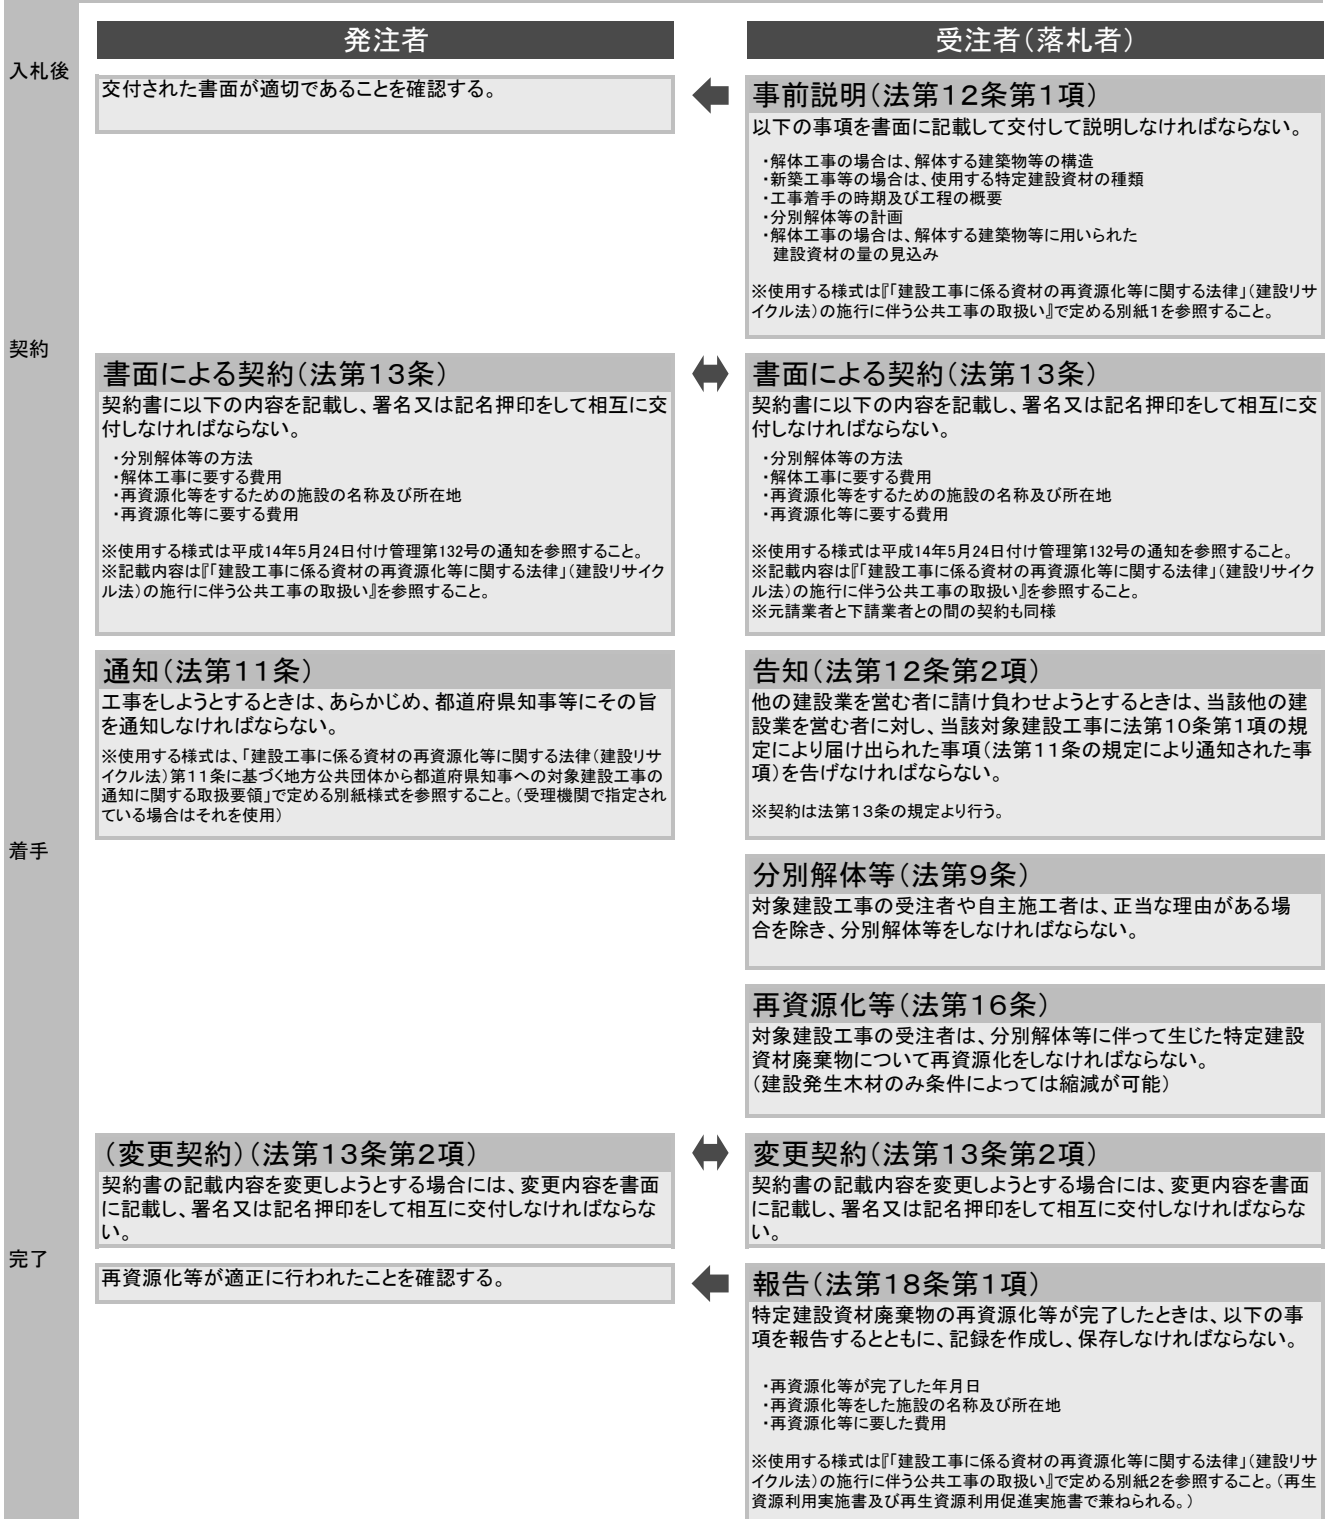 発注者
受注者(落札者)
入札後
交付された書面が適切であることを確認する。
事前説明(法第12条第1項)
以下の事項を書面に記載して交付して説明しなければならない。
・解体工事の場合は、解体する建築物等の構造
・新築工事等の場合は、使用する特定建設資材の種類
・工事着手の時期及び工程の概要
・分別解体等の計画
・解体工事の場合は、解体する建築物等に用いられた
建設資材の量の見込み
※使用する様式は『「建設工事に係る資材の再資源化等に関する法律」(建設リサ
イクル法)の施行に伴う公共工事の取扱い』で定める別紙1を参照すること。
契約
書面による契約(法第13条)
契約書に以下の内容を記載し、署名又は記名押印をして相互に交
付しなければならない。
・分別解体等の方法
・解体工事に要する費用
・再資源化等をするための施設の名称及び所在地
・再資源化等に要する費用
※使用する様式は平成14年5月24日付け管理第132号の通知を参照すること。
※記載内容は『「建設工事に係る資材の再資源化等に関する法律」(建設リサイク
ル法)の施行に伴う公共工事の取扱い』を参照すること。
書面による契約(法第13条)
契約書に以下の内容を記載し、署名又は記名押印をして相互に交
付しなければならない。
・分別解体等の方法
・解体工事に要する費用
・再資源化等をするための施設の名称及び所在地
・再資源化等に要する費用
※使用する様式は平成14年5月24日付け管理第132号の通知を参照すること。
※記載内容は『「建設工事に係る資材の再資源化等に関する法律」(建設リサイク
ル法)の施行に伴う公共工事の取扱い』を参照すること。
※元請業者と下請業者との間の契約も同様
通知(法第11条)
工事をしようとするときは、あらかじめ、都道府県知事等にその旨
を通知しなければならない。
※使用する様式は、「建設工事に係る資材の再資源化等に関する法律(建設リサ
イクル法)第11条に基づく地方公共団体から都道府県知事への対象建設工事の
通知に関する取扱要領」で定める別紙様式を参照すること。(受理機関で指定され
ている場合はそれを使用)
告知(法第12条第2項)
他の建設業を営む者に請け負わせようとするときは、当該他の建
設業を営む者に対し、当該対象建設工事に法第10条第1項の規
定により届け出られた事項(法第11条の規定により通知された事
項)を告げなければならない。
※契約は法第13条の規定より行う。
着手
分別解体等(法第9条)
対象建設工事の受注者や自主施工者は、正当な理由がある場
合を除き、分別解体等をしなければならない。
再資源化等(法第16条)
対象建設工事の受注者は、分別解体等に伴って生じた特定建設
資材廃棄物について再資源化をしなければならない。
(建設発生木材のみ条件によっては縮減が可能)
(変更契約)(法第13条第2項)
契約書の記載内容を変更しようとする場合には、変更内容を書面
に記載し、署名又は記名押印をして相互に交付しなければならな
い。
変更契約(法第13条第2項)
契約書の記載内容を変更しようとする場合には、変更内容を書面
に記載し、署名又は記名押印をして相互に交付しなければならな
い。
完了
再資源化等が適正に行われたことを確認する。
報告(法第18条第1項)
特定建設資材廃棄物の再資源化等が完了したときは、以下の事
項を報告するとともに、記録を作成し、保存しなければならない。
・再資源化等が完了した年月日
・再資源化等をした施設の名称及び所在地
・再資源化等に要した費用
※使用する様式は『「建設工事に係る資材の再資源化等に関する法律」(建設リサ
イクル法)の施行に伴う公共工事の取扱い』で定める別紙2を参照すること。(再生
資源利用実施書及び再生資源利用促進実施書で兼ねられる。)